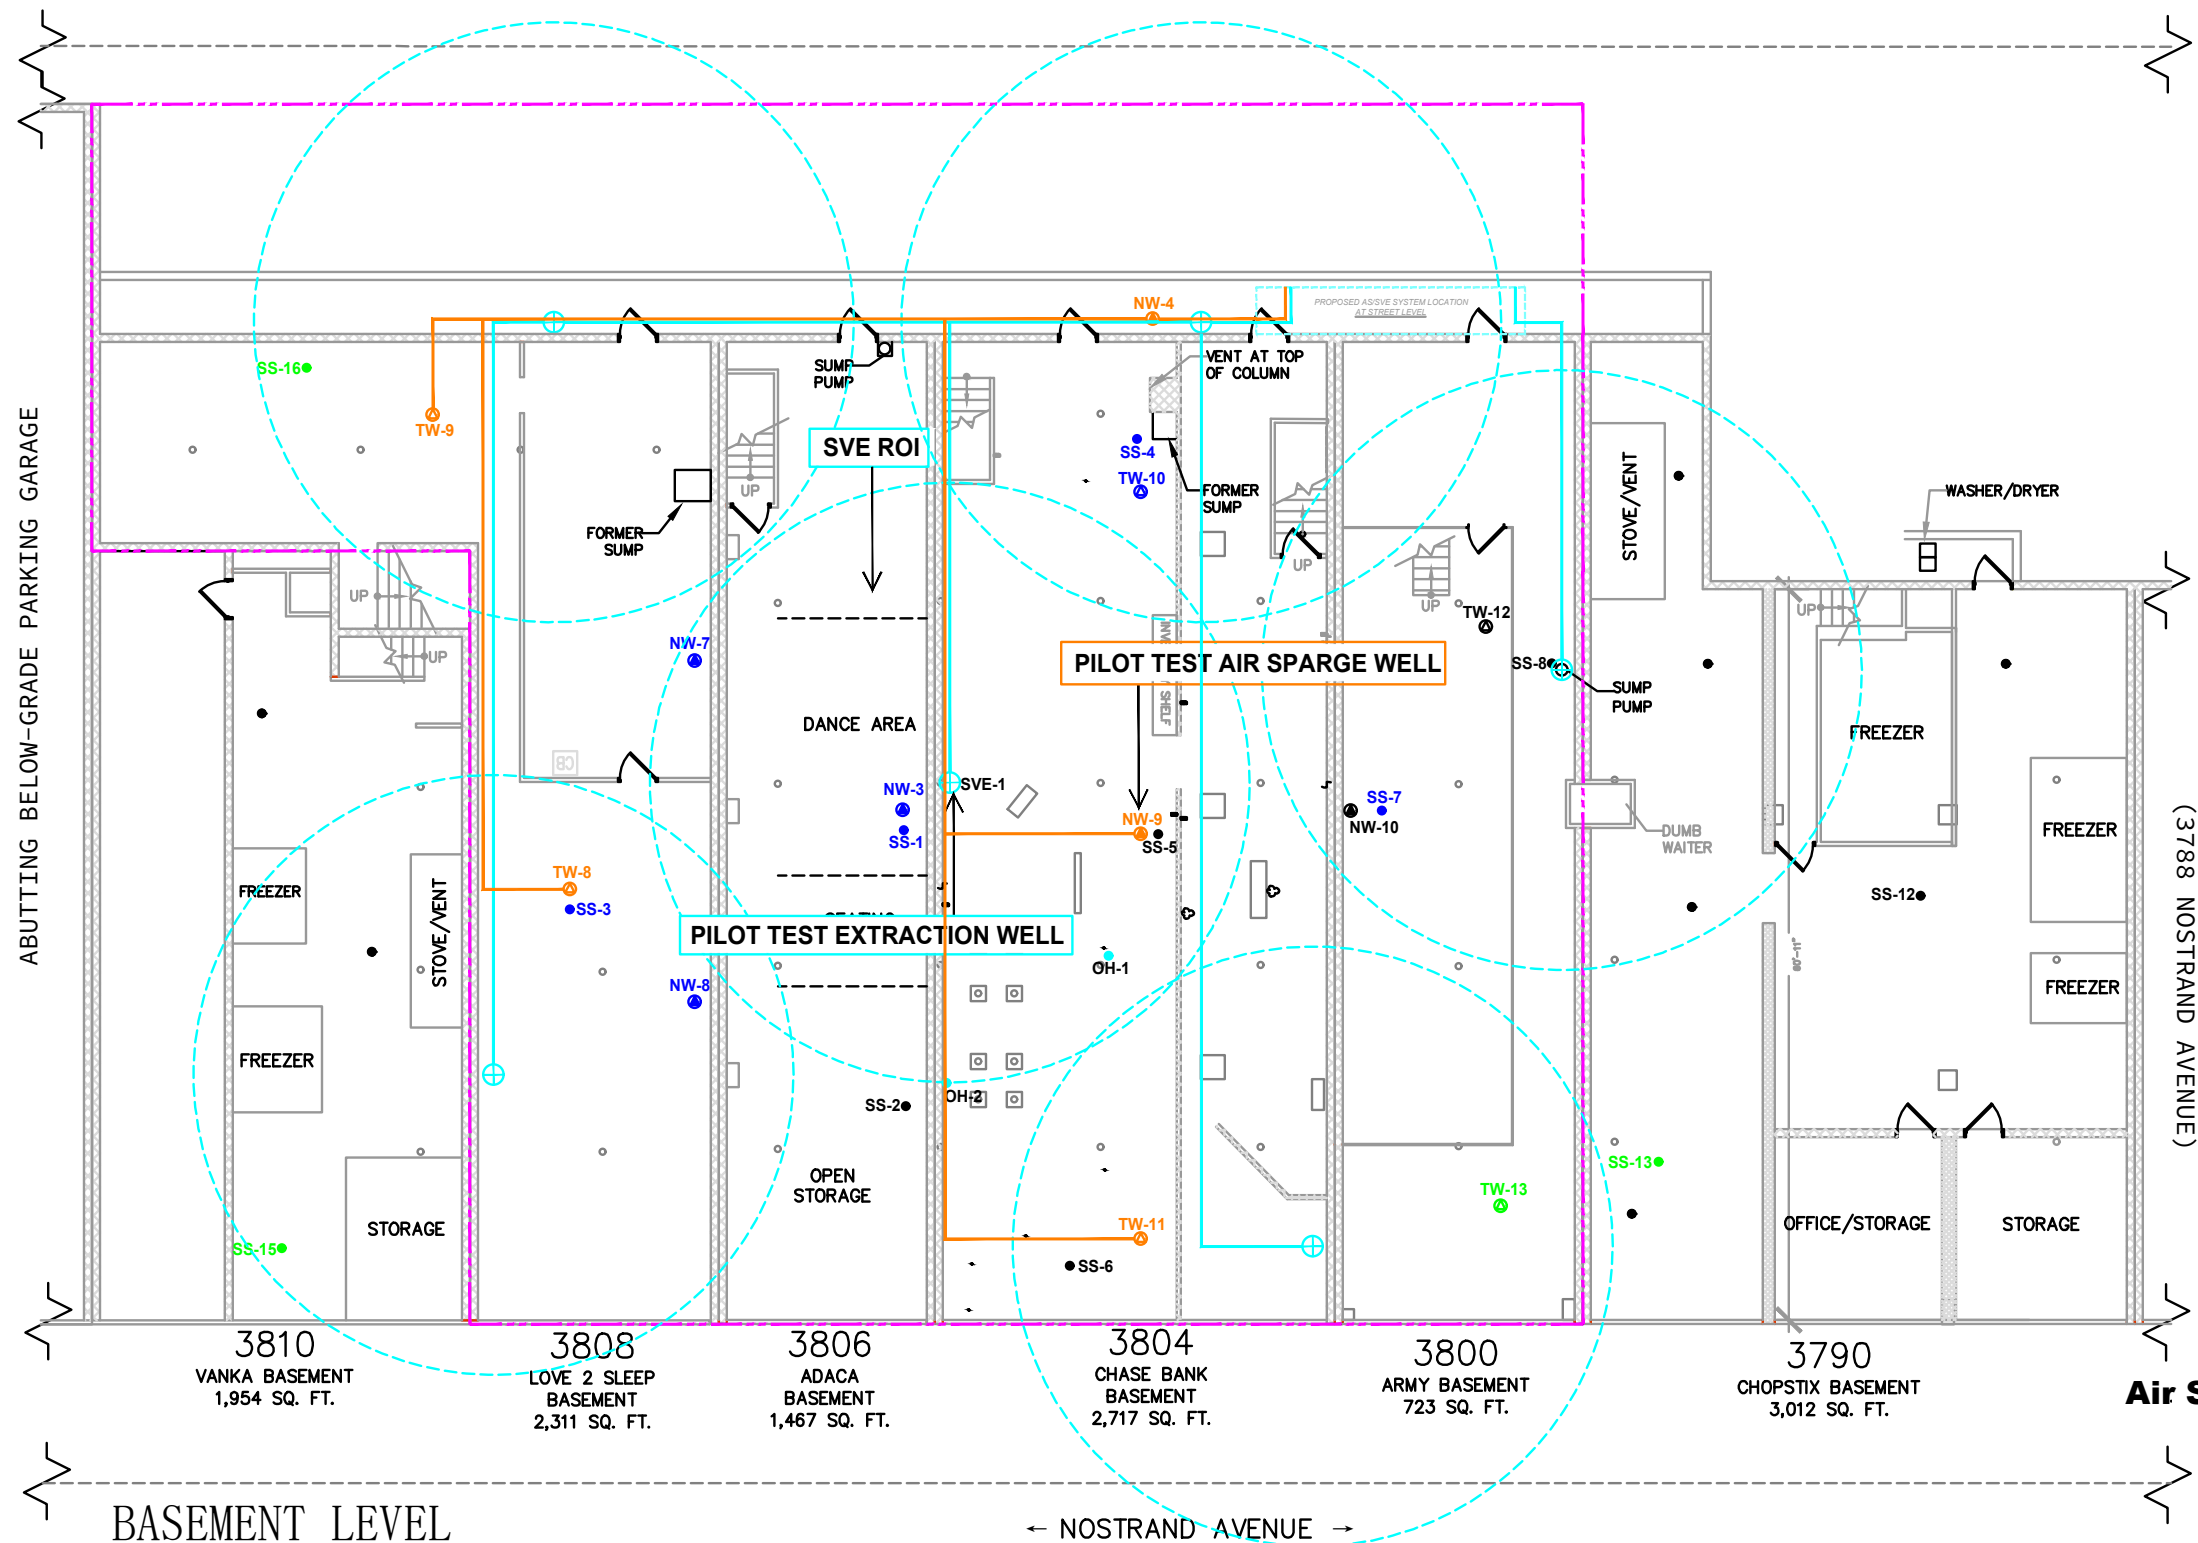 PROPOSED AS/SVE SYSTEM LOCATION
AT STREET LEVEL
NW-4
SS-16
TW-9
SUMP
PUMP
VENT AT TOP
OF COLUMN
SVE ROI
SS-4
TW-10
FORMER
SUMP
FORMER
SUMP
UP
UP
UP
UP
UP
UP
UP
STOVE/VENT
WASHER/DRYER
TW-12
NW-7
PILOT TEST AIR SPARGE WELL
SHELF
SS-8
SUMP
PUMP
DANCE AREA
FREEZER
CB
SVE-1
NW-3
SS-1
NW-9
SS-5
SS-7
NW-10
DUMB
WAITER
FREEZER
TW-8
SS-3
FREEZER
STOVE/VENT
SS-12
PILOT TEST EXTRACTION WELL
OH-1
60'-11"
NW-8
FREEZER
FREEZER
OH-2
SS-2
OPEN
STORAGE
SS-13
TW-13
TW-11
SS-15
STORAGE
SS-6
OFFICE/STORAGE
STORAGE
ABUTTING BELOW-GRADE PARKING GARAGE
(3788 NOSTRAND AVENUE)
3810
VANKA BASEMENT
1,954 SQ. FT.
3808
LOVE 2 SLEEP
BASEMENT
2,311 SQ. FT.
3806
ADACA
BASEMENT
1,467 SQ. FT.
3804
CHASE BANK
BASEMENT
2,717 SQ. FT.
3800
ARMY BASEMENT
723 SQ. FT.
3790
CHOPSTIX BASEMENT
3,012 SQ. FT.
Air S
BASEMENT LEVEL
← NOSTRAND AVENUE →